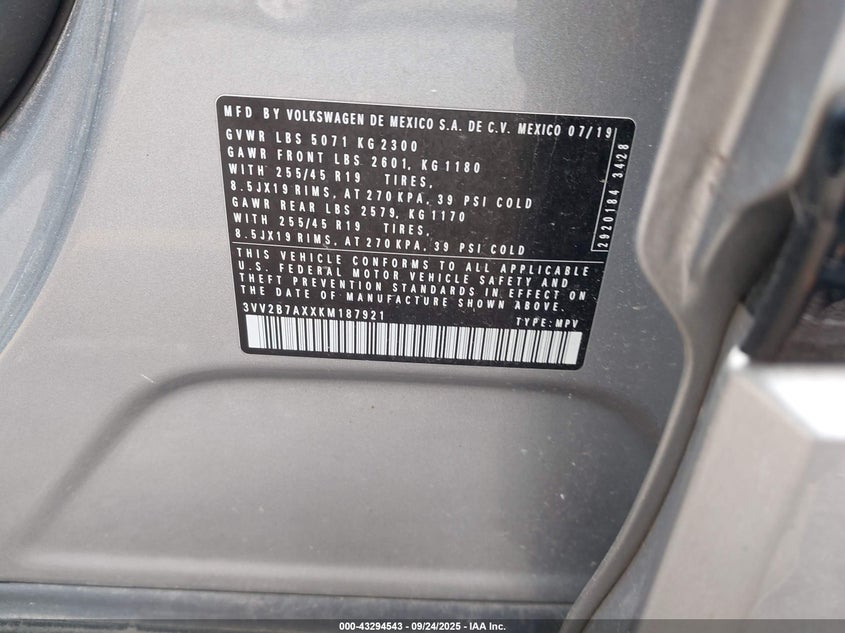 MFD BY VOLKSWAGEN DE MEXICO S.A. DE C.V. MEXICO 07/19
GVWR LBS 5071 KG 2300
GAWR FRONT LBS 2601, KG 1180
WITH 255/45 R19 TIRES,
8.5JX19 RIMS, AT 270 KPA, 39 PSI COLD
GAWR REAR LBS 2579, KG 1170
WITH 255/45 R19 TIRES,
8.5JX19 RIMS, AT 270 KPA, 39 PSI COLD
2920184 3428
THIS VEHICLE CONFORMS TO ALL APPLICABLE
U.S. FEDERAL MOTOR VEHICLE SAFETY AND
THEFT PREVENTION STANDARDS IN EFFECT ON
THE DATE OF MANUFACTURE SHOWN ABOVE.
3VV2B7AXXKM187921 TYPE: MPV
000-43294543 - 09/24/2025 - IAA Inc.